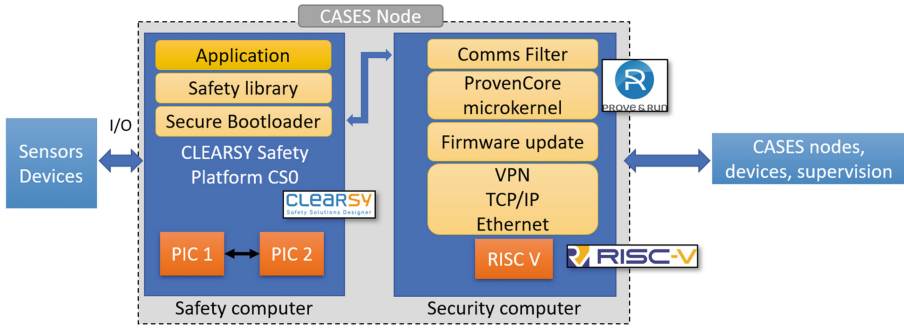 CASES Node
Application
Safety library
Secure Bootloader
CLEARSY Safety
Platform CS0
CLEARSY
Safety Solutions Designer
PIC 1
PIC 2
Safety computer
I/O
Sensors
Devices
Comms Filter
ProvenCore
microkernel
Firmware update
VPN
TCP/IP
Ethernet
RISC V
Security computer
R
PROVE & RUN
RISC-V
CASES nodes,
devices, supervision